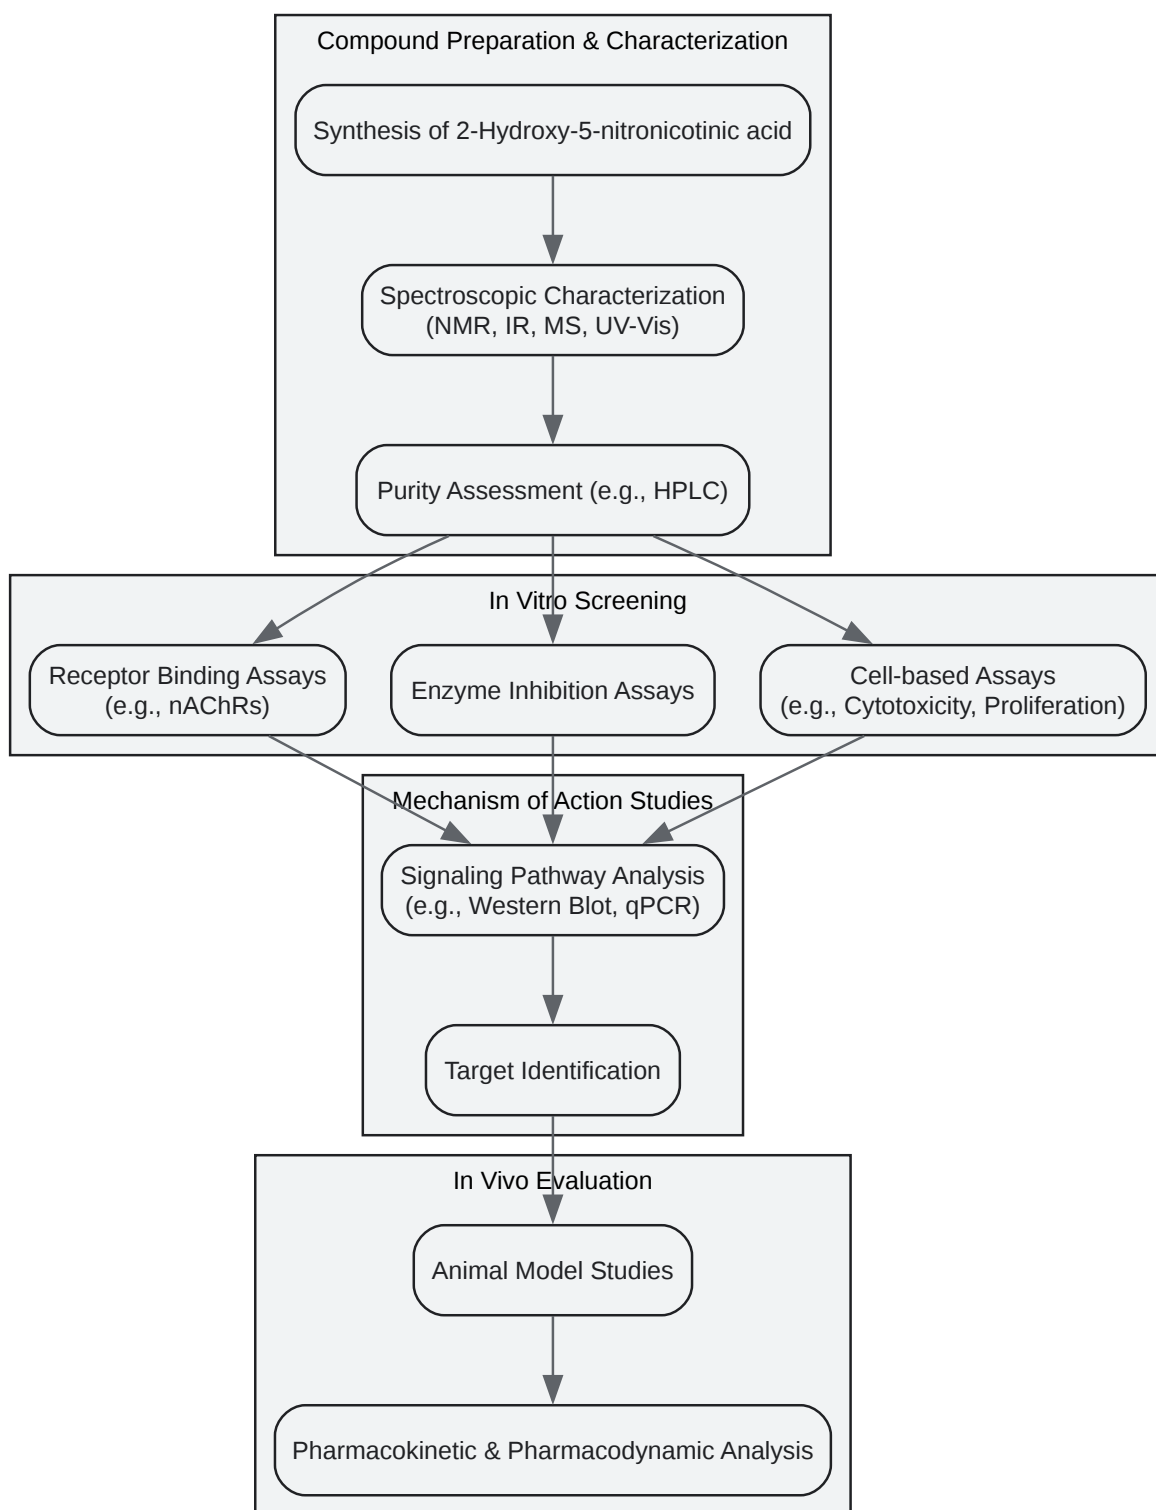 Compound Preparation & Characterization
Synthesis of 2-Hydroxy-5-nitronicotinic acid
Spectroscopic Characterization
(NMR, IR, MS, UV-Vis)
Purity Assessment (e.g., HPLC)
In Vitro Screening
Receptor Binding Assays
(e.g., nAChRs)
Enzyme Inhibition Assays
Cell-based Assays
(e.g., Cytotoxicity, Proliferation)
Mechanism of Action Studies
Signaling Pathway Analysis
(e.g., Western Blot, qPCR)
Target Identification
In Vivo Evaluation
Animal Model Studies
Pharmacokinetic & Pharmacodynamic Analysis